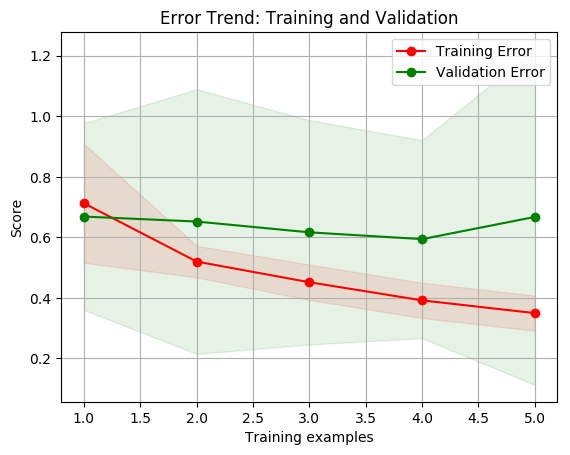 Error Trend: Training and Validation
Training Error
Validation Error
1.2
1.0
0.8
0.6
0.4
0.2
Score
1.0 1.5 2.0 2.5 3.0 3.5 4.0 4.5 5.0
Training examples